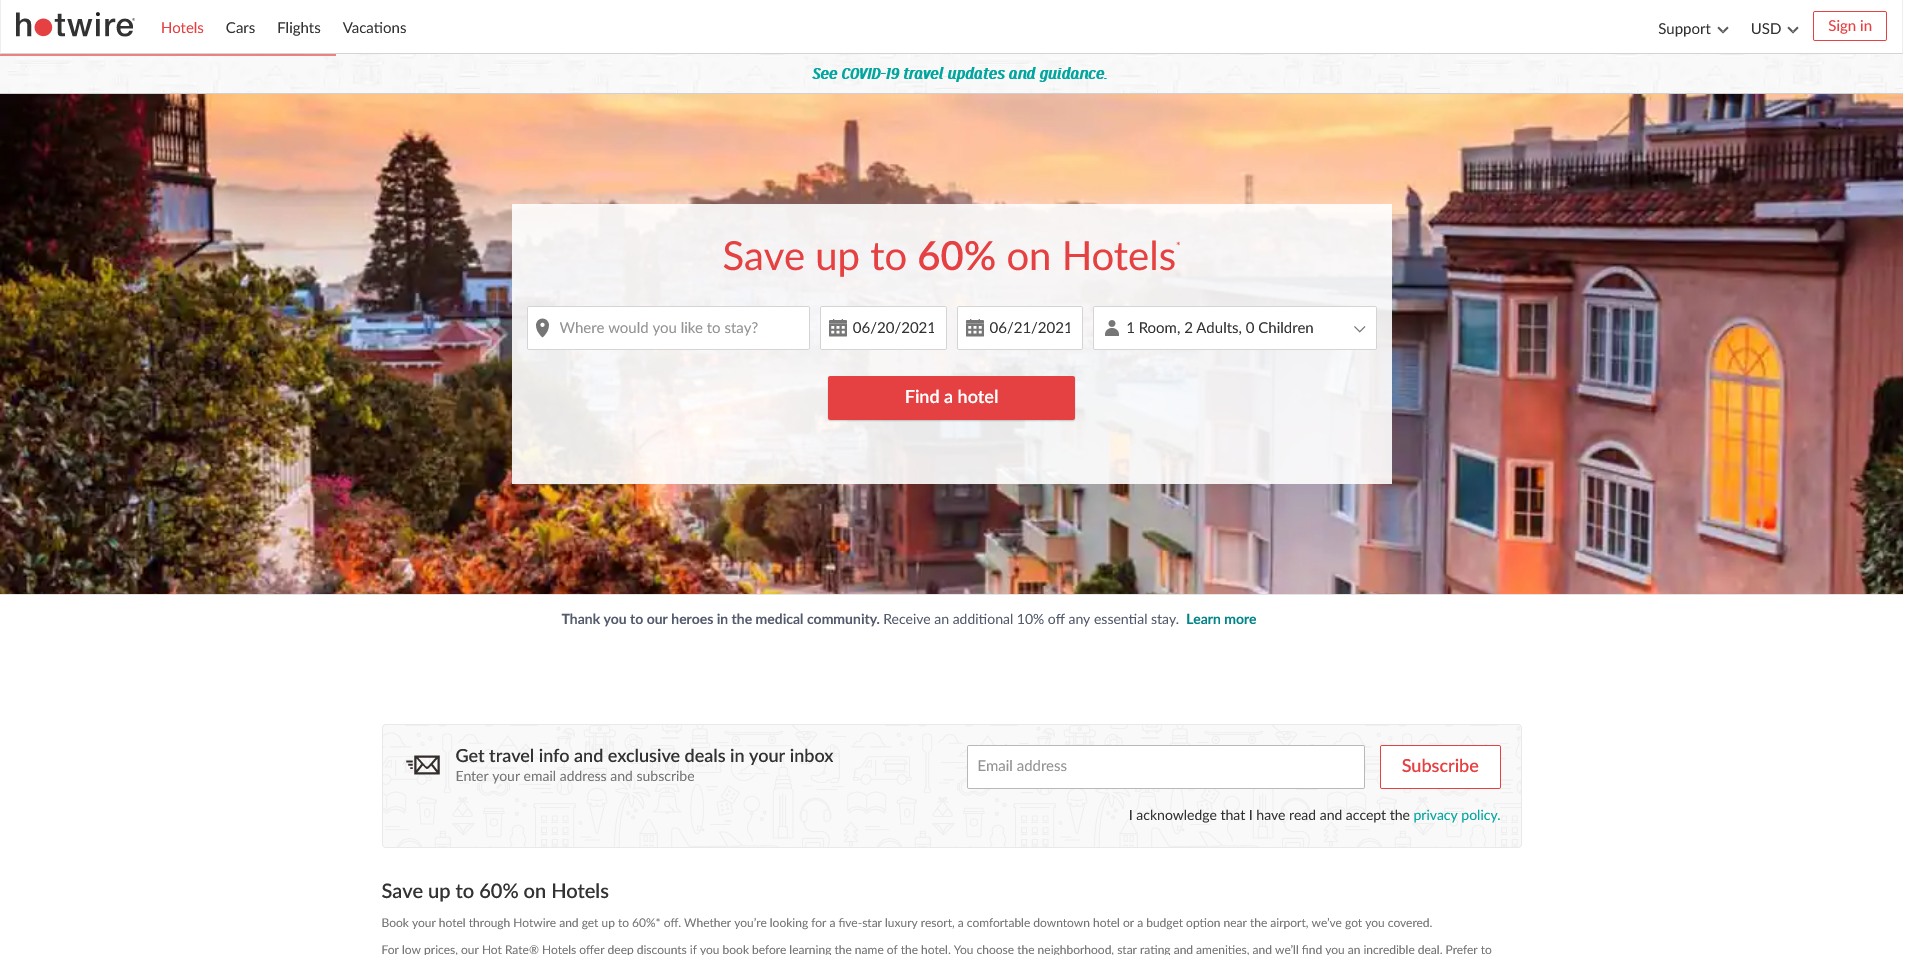 hotwire
Hotels Cars Flights Vacations
Support USD Sign in
See COVID-19 travel updates and guidance.
Save up to 60% on Hotels*
Where would you like to stay? 06/20/2021 06/21/2021 1 Room, 2 Adults, 0 Children
Find a hotel
Thank you to our heroes in the medical community. Receive an additional 10% off any essential stay. Learn more
Get travel info and exclusive deals in your inbox
Enter your email address and subscribe
Email address
Subscribe
I acknowledge that I have read and accept the privacy policy.
Save up to 60% on Hotels
Book your hotel through Hotwire and get up to 60%* off. Whether you're looking for a five-star luxury resort, a comfortable downtown hotel or a budget option near the airport, we've got you covered.
For low prices, our Hot Rate® Hotels offer deep discounts if you book before learning the name of the hotel. You choose the neighborhood, star rating and amenities, and we'll find you an incredible deal. Prefer to